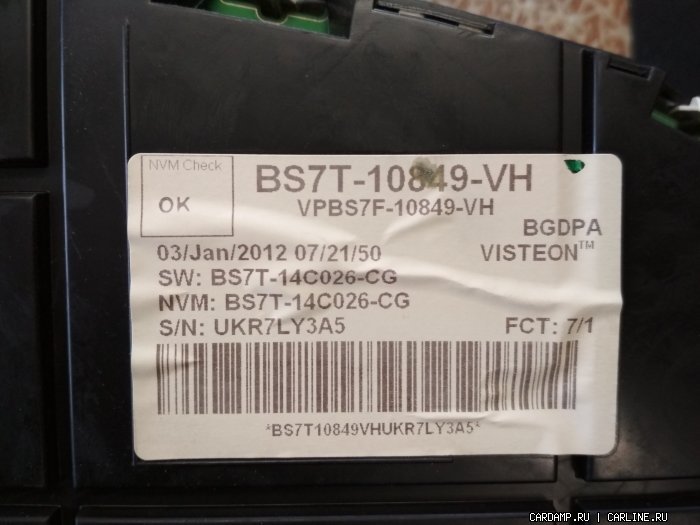 NVM Check
OK
BS7T-10849-VH
VPBS7F-10849-VH
BGDPA
03/Jan/2012 07/21/50
VISTEON™
SW: BS7T-14C026-CG
NVM: BS7T-14C026-CG
S/N: UKR7LY3A5
FCT: 7/1
*BS7T10849VHUKR7LY3A5*
CARDAMP.RU | CARLINE.RU